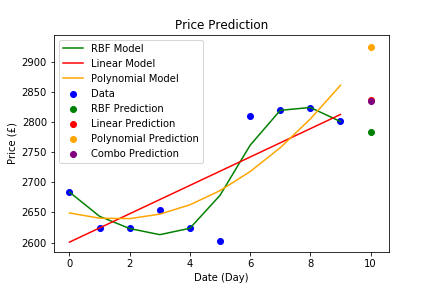 Price Prediction
RBF Model
Linear Model
Polynomial Model
Data
RBF Prediction
Linear Prediction
Polynomial Prediction
Combo Prediction
Price (£)
2900
2850
2800
2750
2700
2650
2600
0 2 4 6 8 10
Date (Day)